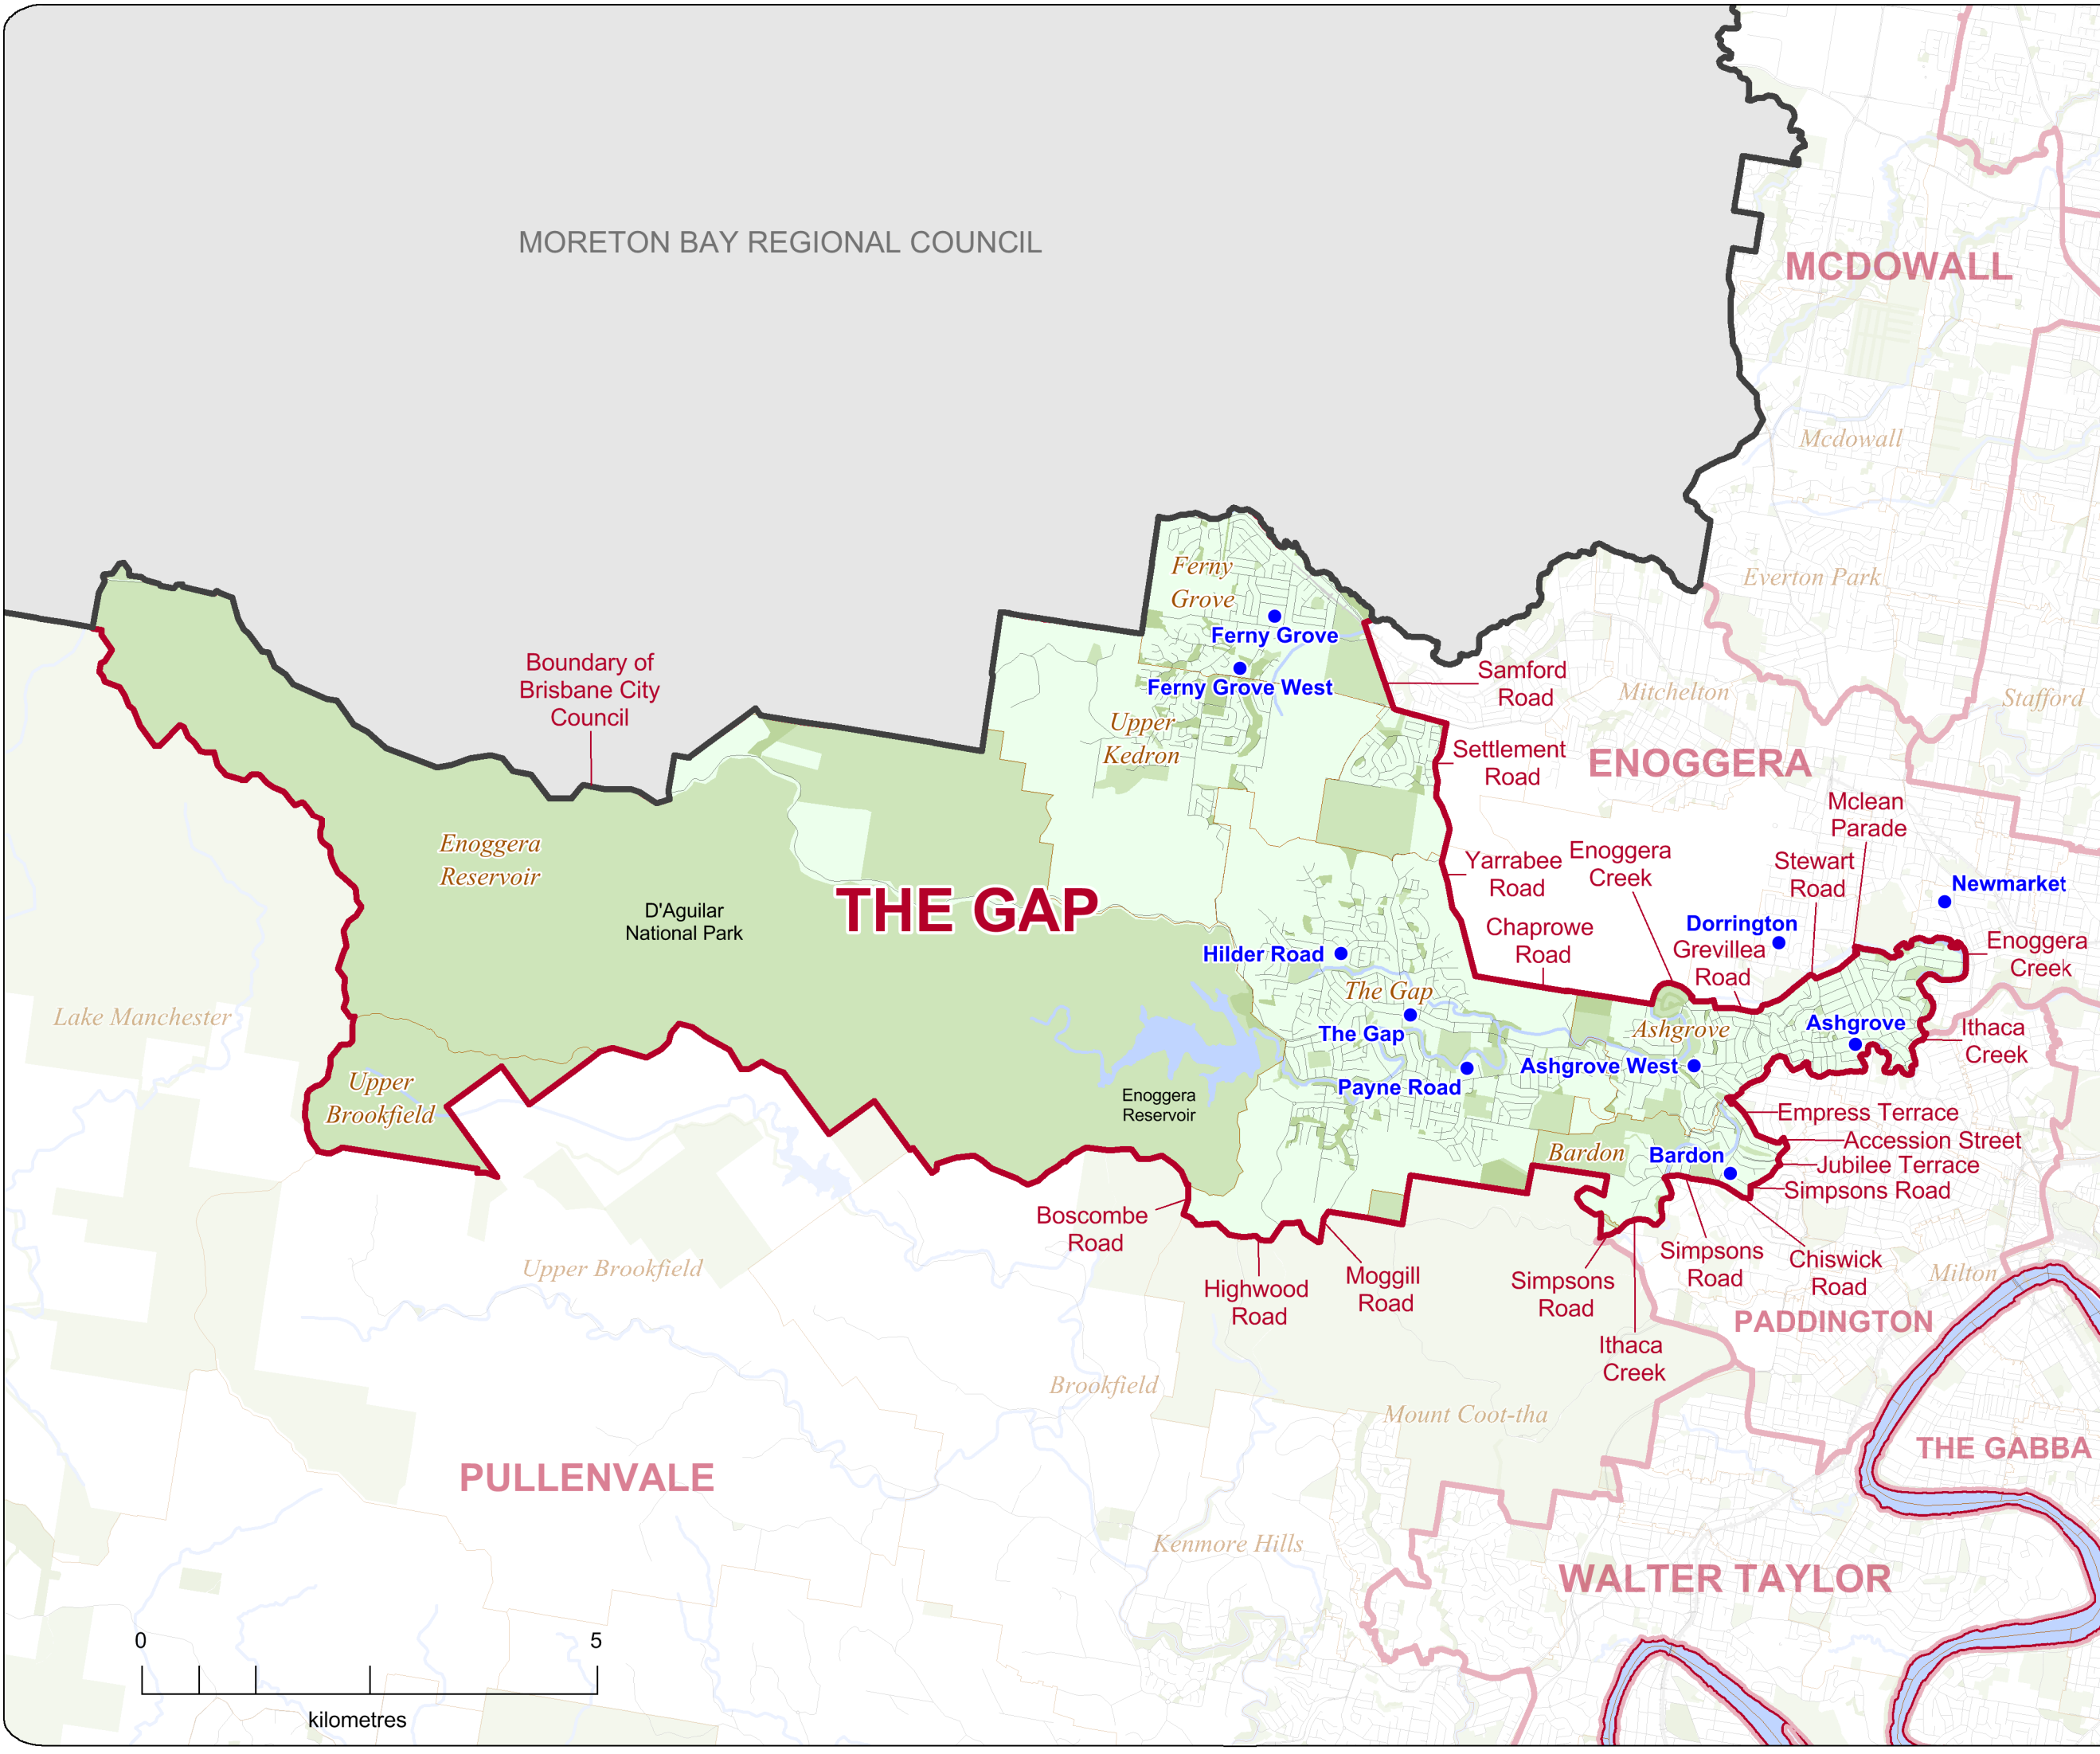 MORETON BAY REGIONAL COUNCIL
MCDOWALL
Mcdowall
Ferny
Grove
Everton Park
Ferny Grove
Boundary of
Brisbane City
Council
Ferny Grove West
Samford
Road
Mitchelton
Stafford
Upper
Kedron
Settlement
Road
ENOGGERA
Mclean
Parade
Enoggera
Reservoir
Yarrabee
Road
Enoggera
Creek
Stewart
Road
Newmarket
D'Aguilar
National Park
THE GAP
Chaprowe
Road
Dorrington
Grevillea
Road
Enoggera
Creek
Hilder Road
The Gap
Lake Manchester
The Gap
Ashgrove
Ashgrove
Ithaca
Creek
Ashgrove West
Payne Road
Upper
Brookfield
Enoggera
Reservoir
Empress Terrace
Accession Street
Bardon
Bardon
Jubilee Terrace
Simpsons Road
Boscombe
Road
Upper Brookfield
Highwood
Road
Moggill
Road
Simpsons
Road
Simpsons
Road
Chiswick
Road
Milton
PADDINGTON
Ithaca
Creek
Brookfield
Mount Coot-tha
THE GABBA
PULLENVALE
Kenmore Hills
WALTER TAYLOR
0 5
kilometres